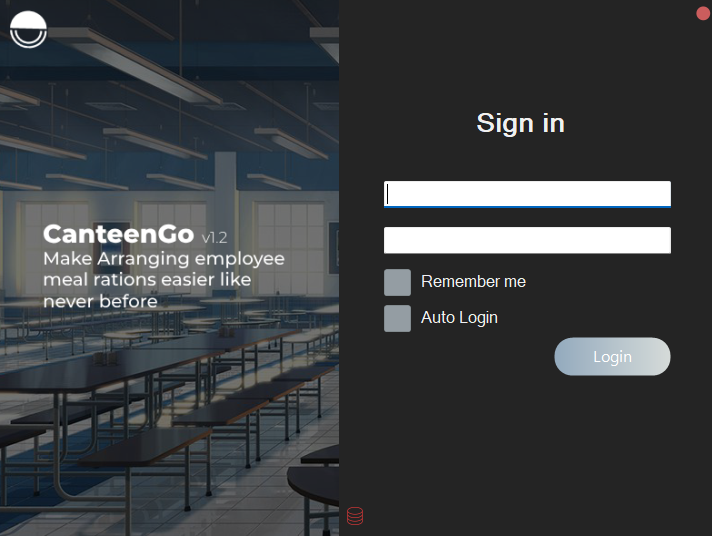 CanteenGo v1.2
Make Arranging employee
meal rations easier like
never before
Sign in
Remember me
Auto Login
Login